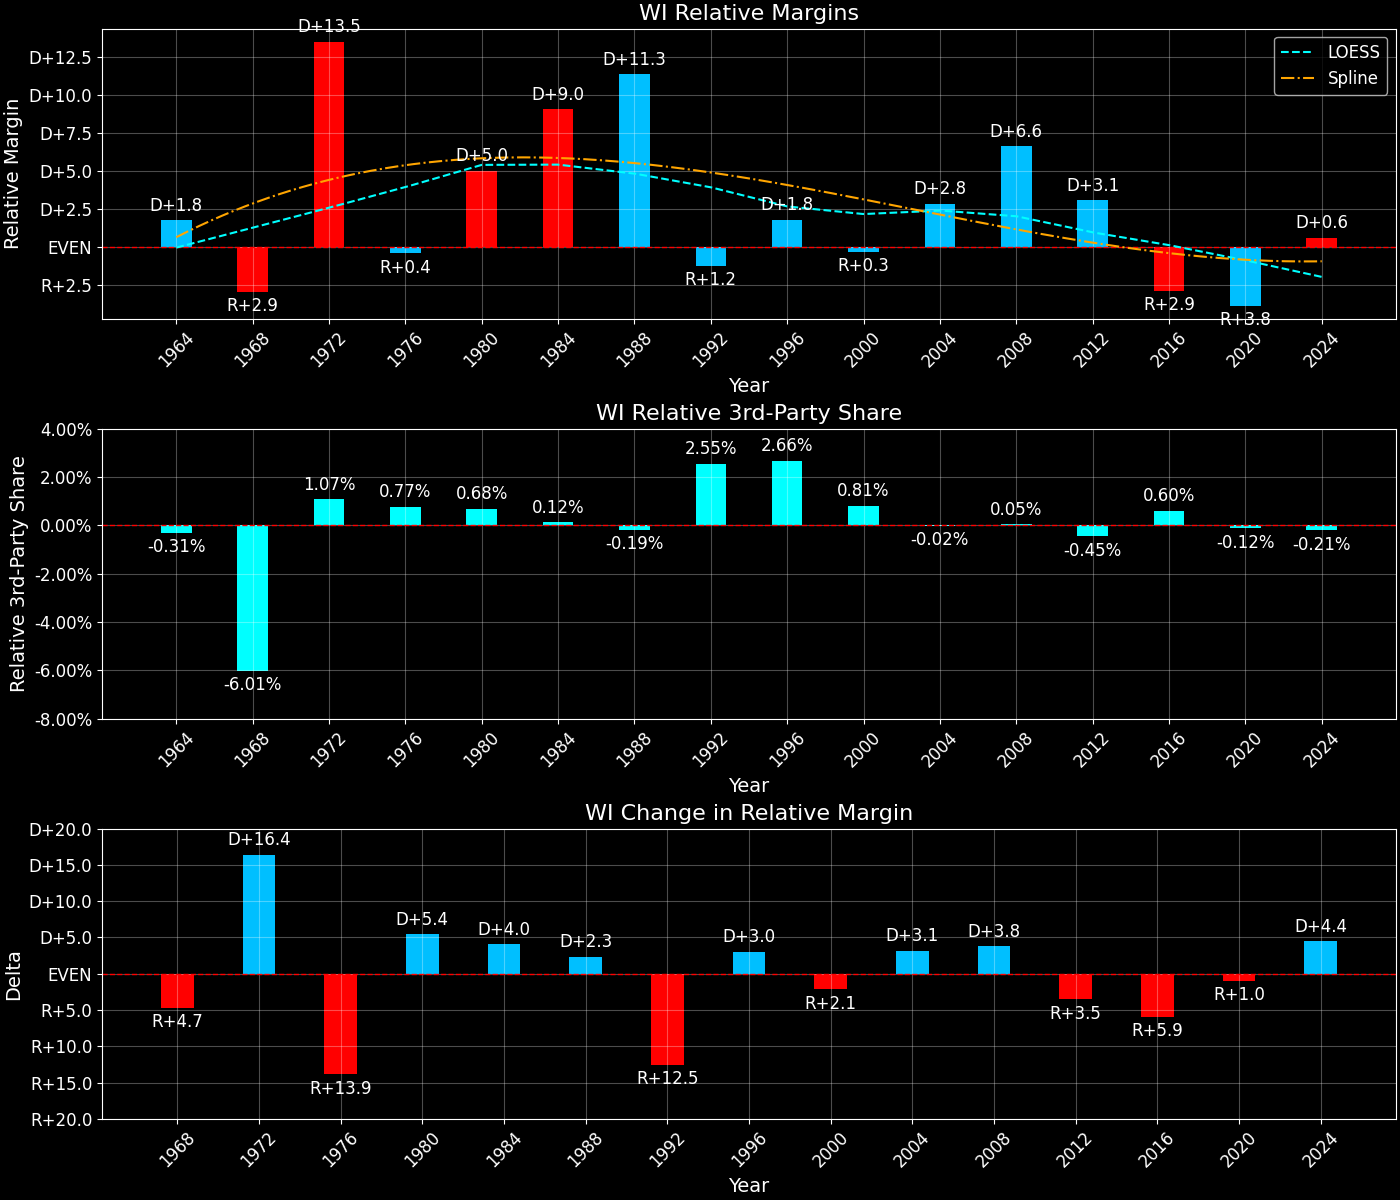 WI Relative Margins
Relative Margin
D+12.5
D+10.0
D+7.5
D+5.0
D+2.5
EVEN
R+2.5
D+1.8
R+2.9
D+13.5
R+0.4
D+5.0
D+9.0
D+11.3
R+1.2
D+1.8
R+0.3
D+2.8
D+6.6
D+3.1
R+2.9
R+3.8
D+0.6
LOESS
Spline
1964
1968
1972
1976
1980
1984
1988
1992
1996
2000
2004
2008
2012
2016
2020
2024
Year
WI Relative 3rd-Party Share
Relative 3rd-Party Share
4.00%
2.00%
0.00%
-2.00%
-4.00%
-6.00%
-8.00%
-0.31%
-6.01%
1.07%
0.77%
0.68%
0.12%
-0.19%
2.55%
2.66%
0.81%
-0.02%
0.05%
-0.45%
0.60%
-0.12%
-0.21%
1964
1968
1972
1976
1980
1984
1988
1992
1996
2000
2004
2008
2012
2016
2020
2024
Year
WI Change in Relative Margin
Delta
D+20.0
D+15.0
D+10.0
D+5.0
EVEN
R+5.0
R+10.0
R+15.0
R+20.0
R+4.7
D+16.4
R+13.9
D+5.4
D+4.0
D+2.3
R+12.5
D+3.0
R+2.1
D+3.1
D+3.8
R+3.5
R+5.9
R+1.0
D+4.4
1968
1972
1976
1980
1984
1988
1992
1996
2000
2004
2008
2012
2016
2020
2024
Year